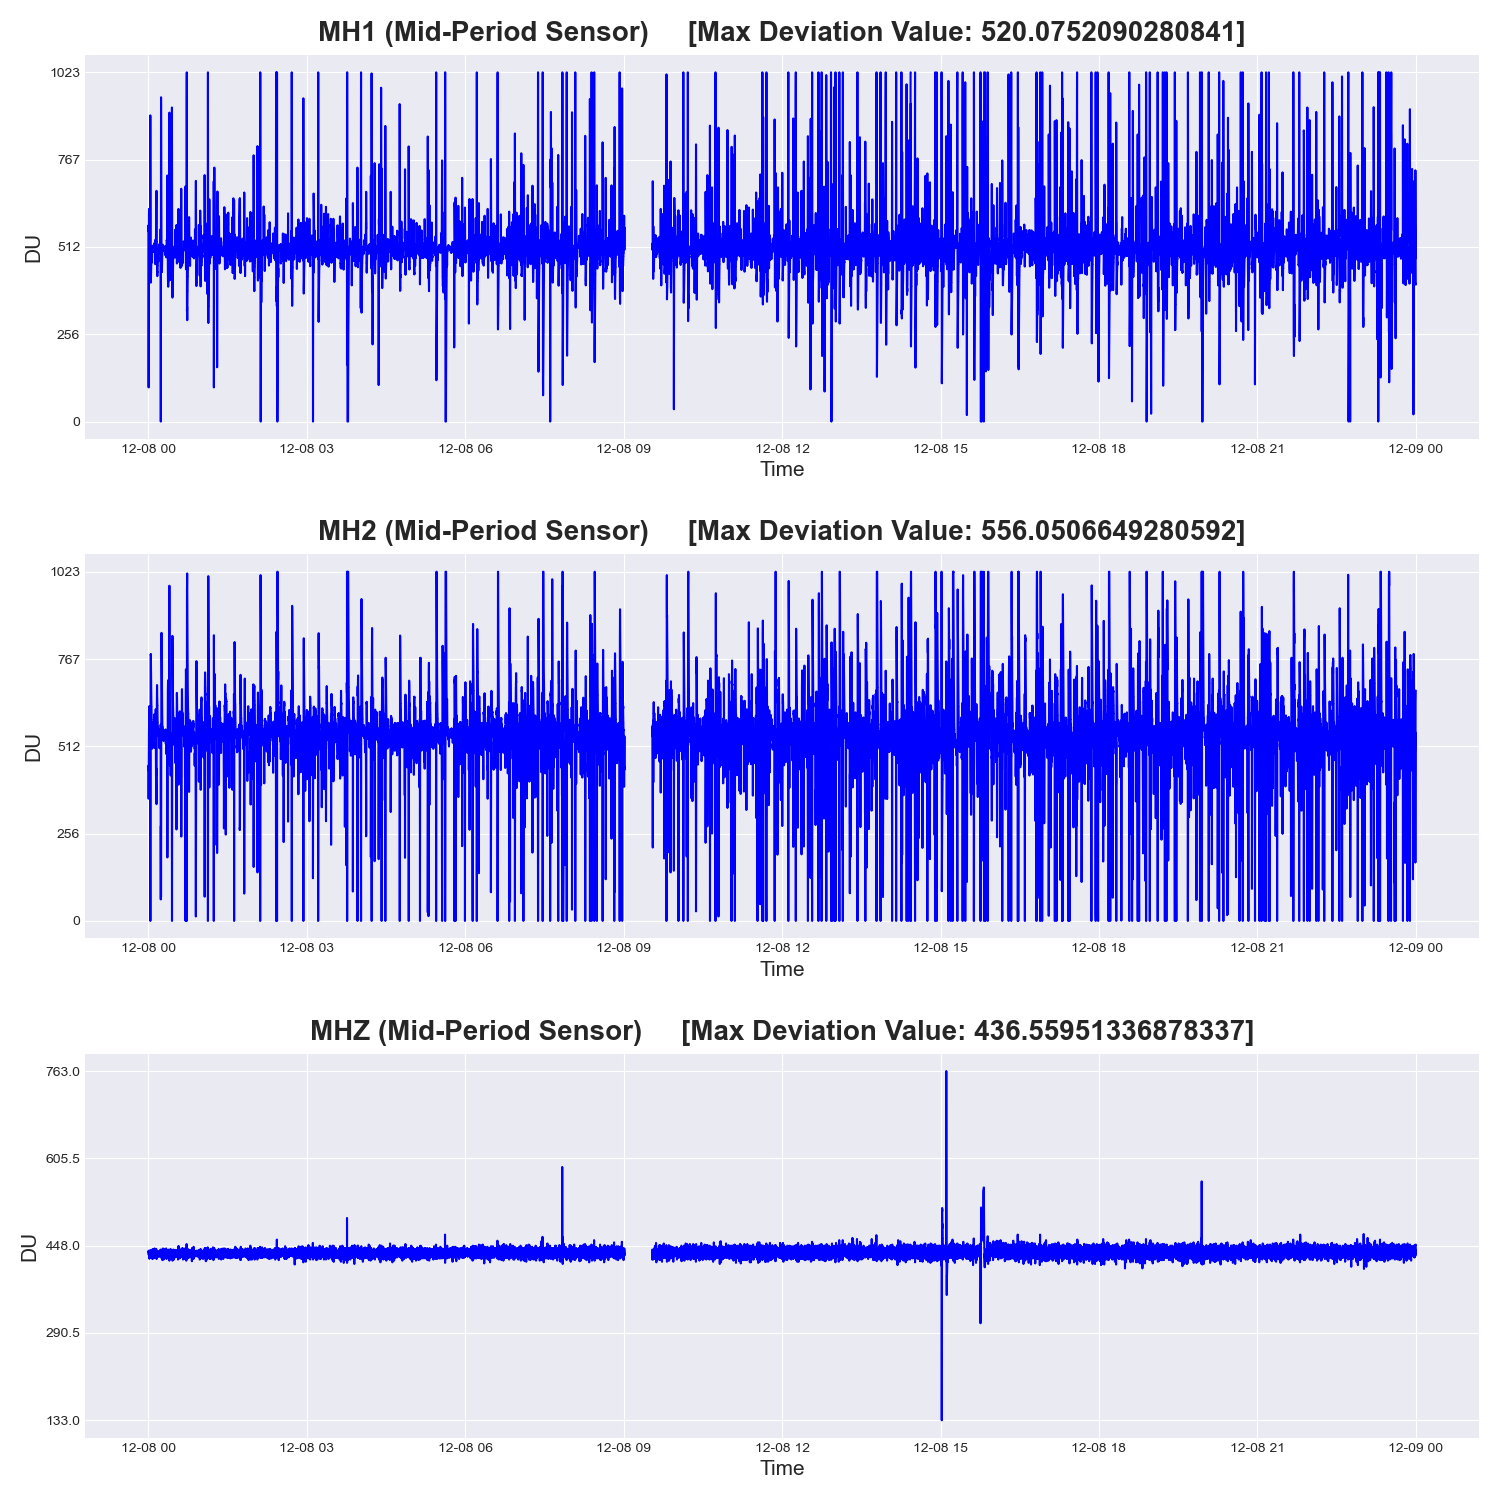 MH1 (Mid-Period Sensor) [Max Deviation Value: 520.0752090280841]
1023
767
512
256
0
DU
12-08 00 12-08 03 12-08 06 12-08 09 12-08 12 12-08 15 12-08 18 12-08 21 12-09 00
Time
MH2 (Mid-Period Sensor) [Max Deviation Value: 556.0506649280592]
1023
767
512
256
0
DU
12-08 00 12-08 03 12-08 06 12-08 09 12-08 12 12-08 15 12-08 18 12-08 21 12-09 00
Time
MHZ (Mid-Period Sensor) [Max Deviation Value: 436.55951336878337]
763.0
605.5
448.0
290.5
133.0
DU
12-08 00 12-08 03 12-08 06 12-08 09 12-08 12 12-08 15 12-08 18 12-08 21 12-09 00
Time